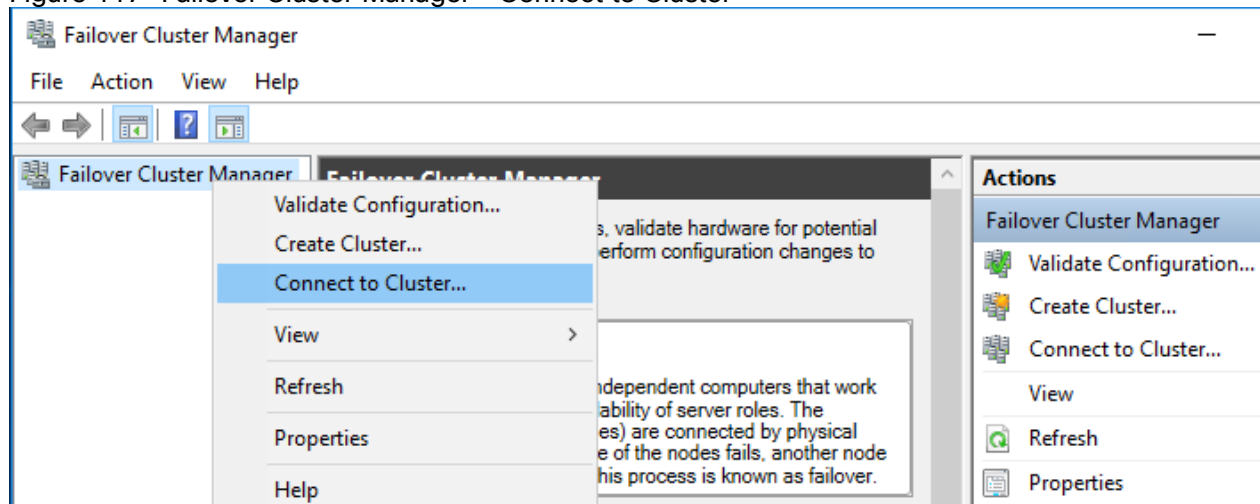 Failover Cluster Manager
File Action View Help
Failover Cluster Manager
Validate Configuration...
Create Cluster...
Connect to Cluster...
View
Refresh
Properties
Help
s, validate hardware for potential
erform configuration changes to
dependent computers that work
ability of server roles. The
es) are connected by physical
e of the nodes fails, another node
his process is known as failover.
Actions
Failover Cluster Manager
Validate Configuration...
Create Cluster...
Connect to Cluster...
View
Refresh
Properties